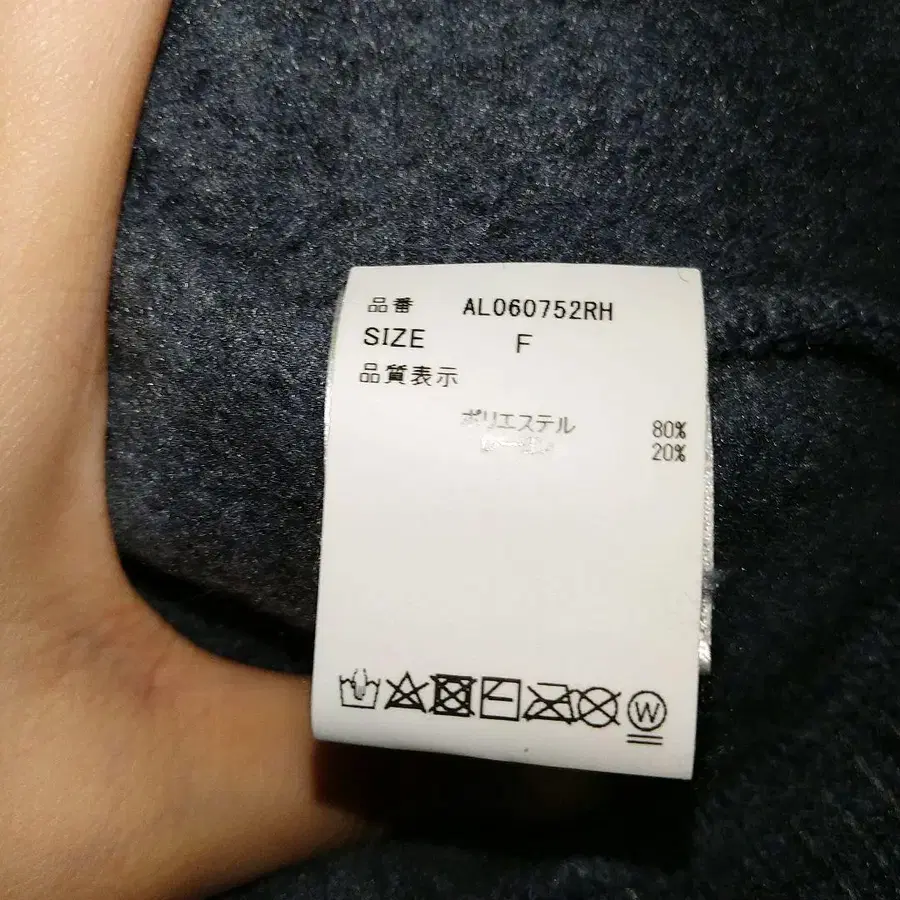 品番 AL060752RH
SIZE F
品質表示
ポリエステル 80%
20%
W